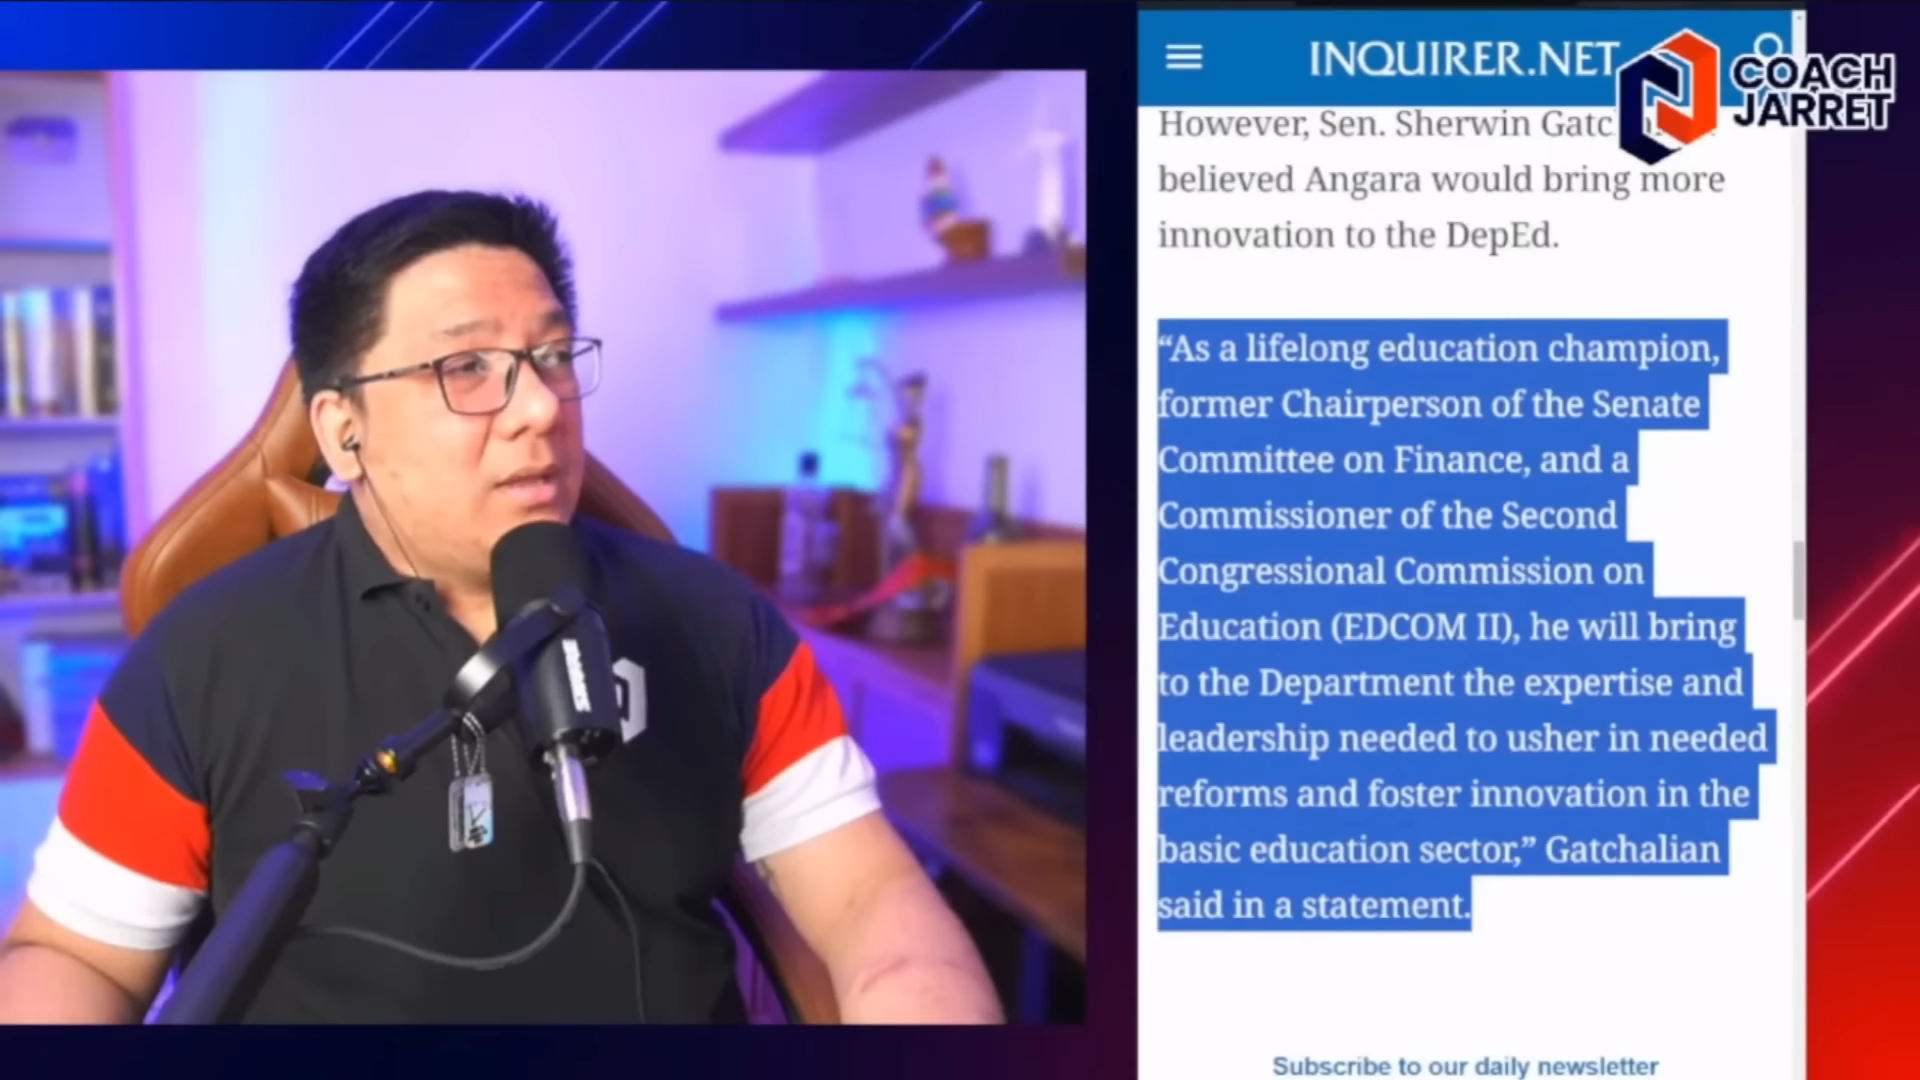 INQUIRER.NET
COACH
JARRET
However, Sen. Sherwin
believed Angara would bring more
innovation to the DepEd.
“As a lifelong education champion,
former Chairperson of the Senate
Committee on Finance, and a
Commissioner of the Second
Congressional Commission on
Education (EDCOM II), he will bring
to the Department the expertise and
leadership needed to usher in needed
reforms and foster innovation in the
basic education sector,” Gatchalian
said in a statement.
Subscribe to our daily newsletter
SHURE